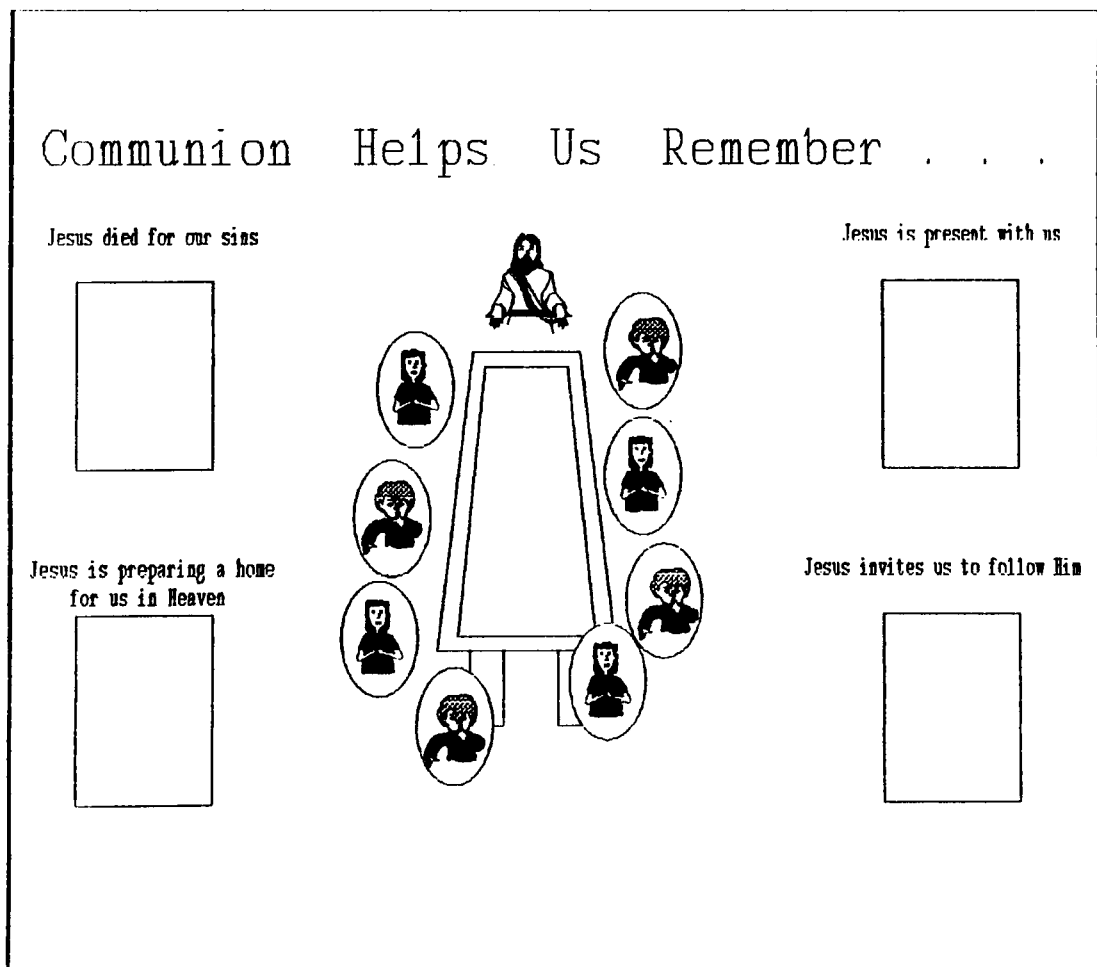 Communion Helps Us Remember . . .
Jesus died for our sins
Jesus is present with us
Jesus is preparing a home
for us in Heaven
Jesus invites us to follow Him